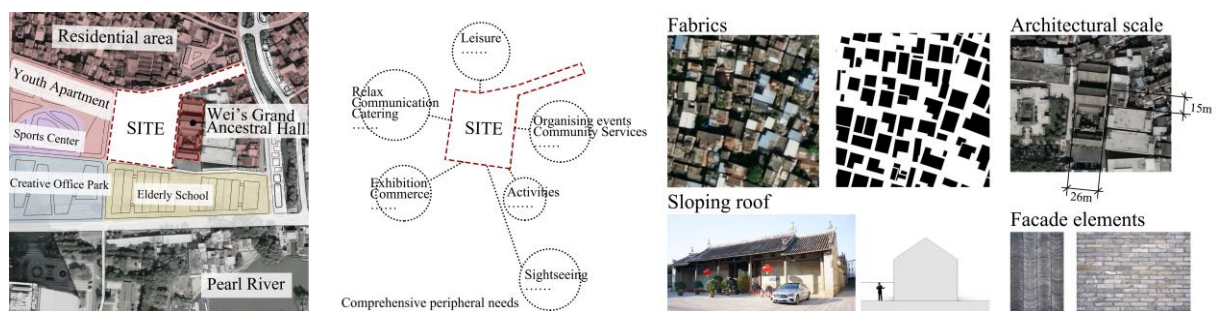 Residential area
Youth Apartment
Wei's Grand
Ancestral Hall
SITE
Sports Center
Creative Office Park
Elderly School
Pearl River
Leisure
......
Relax
Communication
Catering
......
SITE
Organising events
Community Services
......
Exhibition
Commerce
......
Activities
......
Sightseeing
......
Comprehensive peripheral needs
Fabrics
Architectural scale
15m
26m
Sloping roof
Facade elements